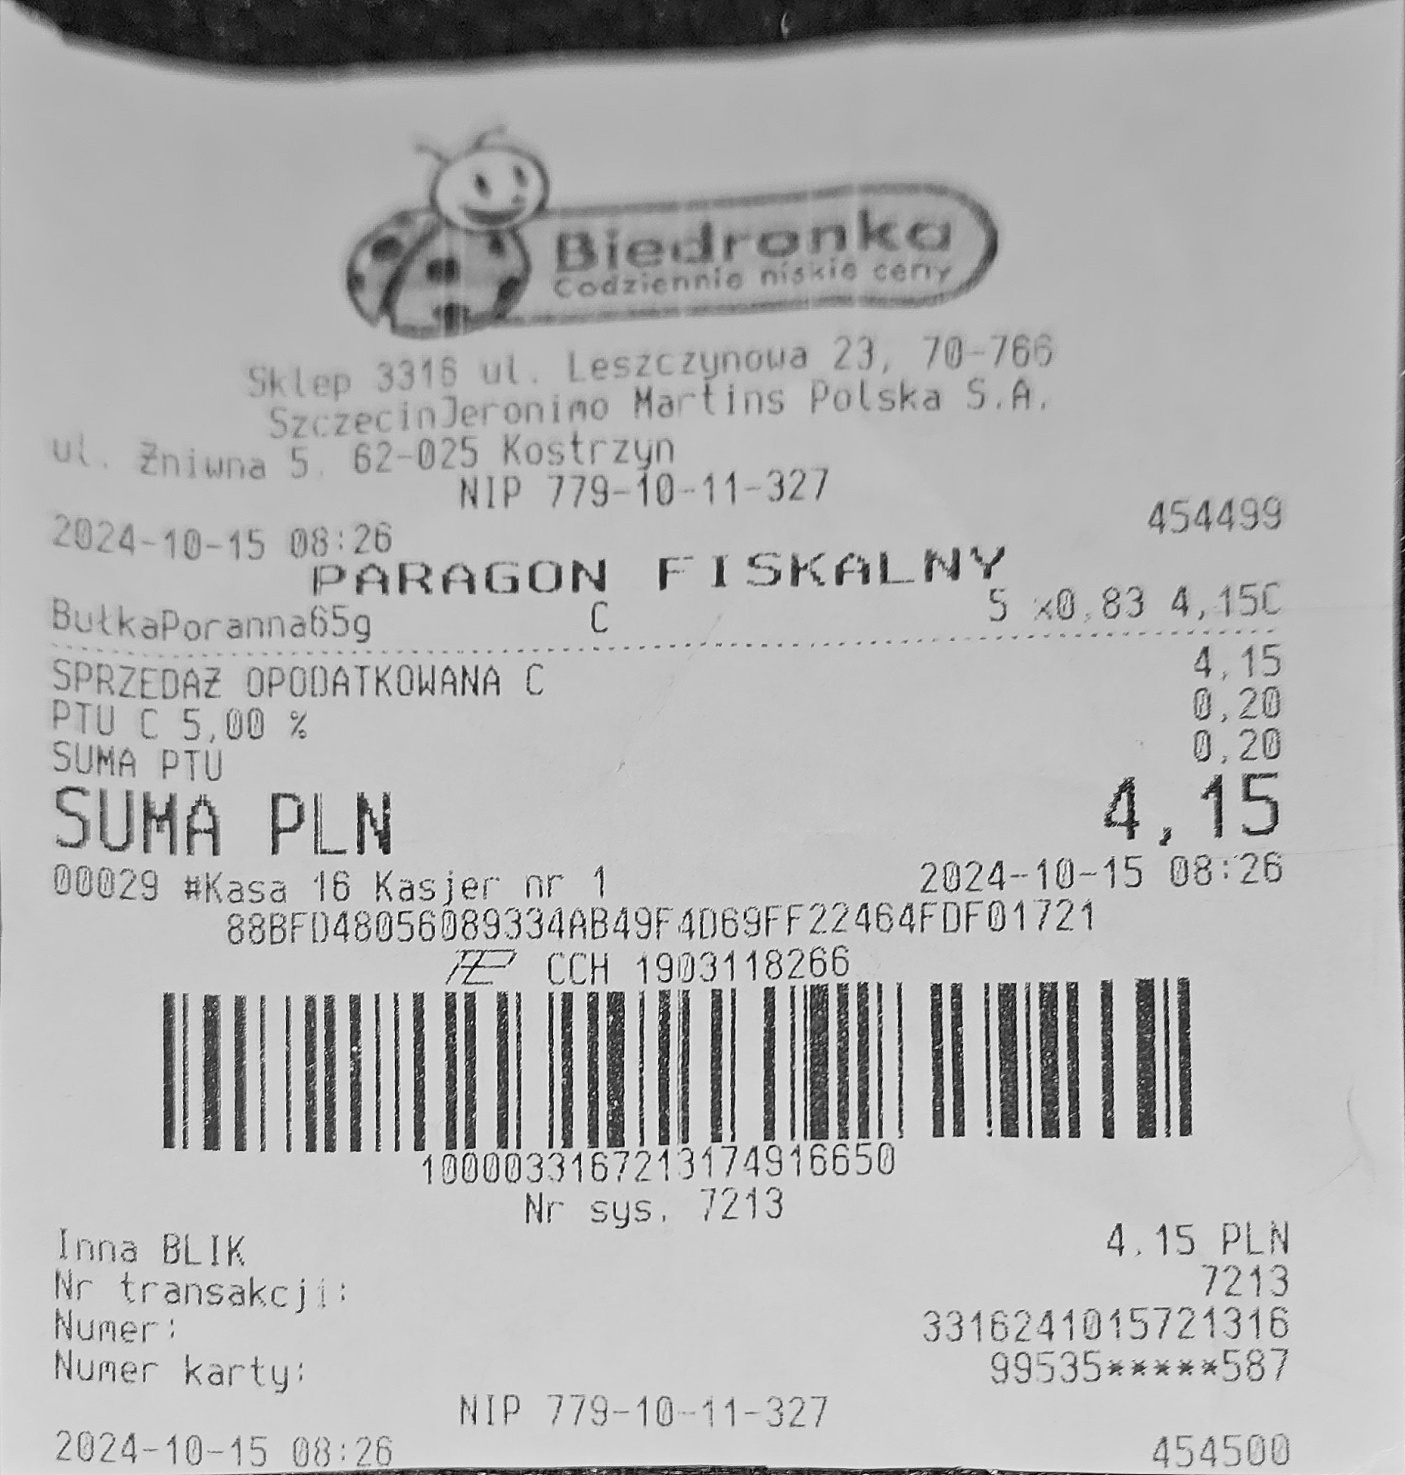 Biedronka
Codziennie niskie ceny
Sklep 3316 ul. Leszczynowa 23, 70-766
SzczecinJeronimo Martins Polska S.A.
ul. Żniwna 5. 62-025 Kostrzyn
NIP 779-10-11-327
2024-10-15 08:26 454499
PARAGON FISKALNY
BułkaPoranna65g C 5 x0,83 4,15C
SPRZEDAŻ OPODATKOWANA C 4,15
PTU C 5,00 % 0,20
SUMA PTU 0,20
SUMA PLN 4,15
00029 #Kasa 16 Kasjer nr 1 2024-10-15 08:26
88BFD48056089334AB49F4D69FF22464FDF01721
CCH 1903118266
1000033167213174916650
Nr sys. 7213
Inna BLIK 4.15 PLN
Nr transakcji: 7213
Numer: 3316241015721316
Numer karty: 99535*****587
NIP 779-10-11-327
2024-10-15 08:26 454500